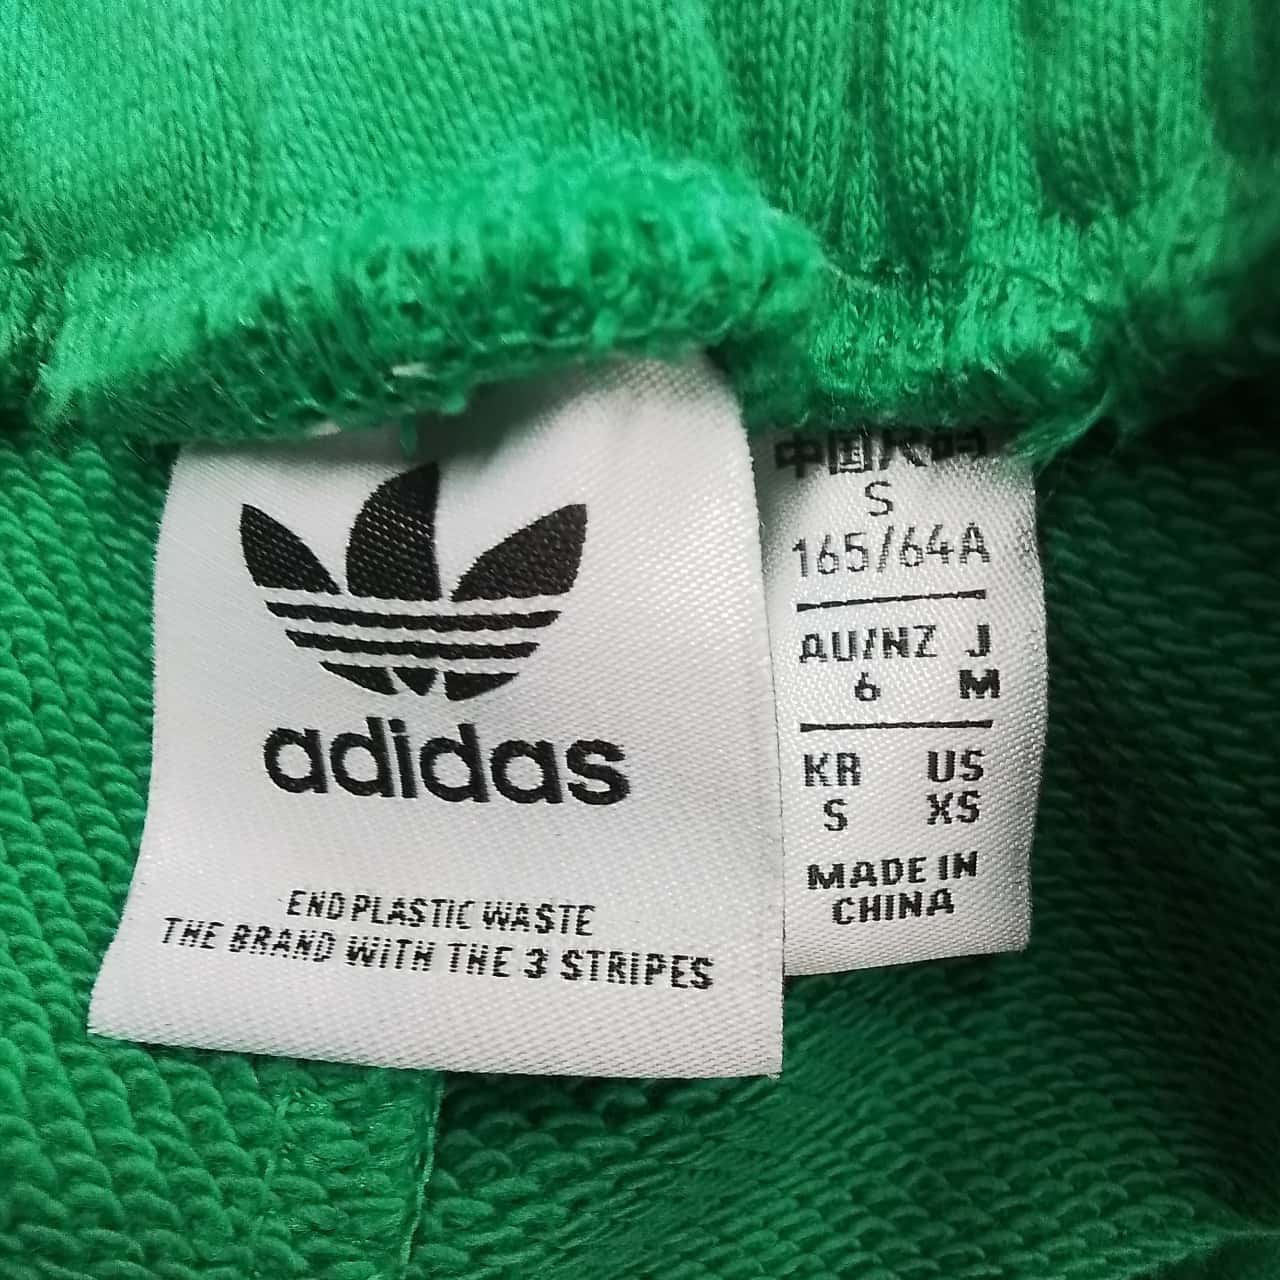 adidas
END PLASTIC WASTE
THE BRAND WITH THE 3 STRIPES
中国尺码
S
165/64A
AU/NZ J
6 M
KR US
S XS
MADE IN
CHINA